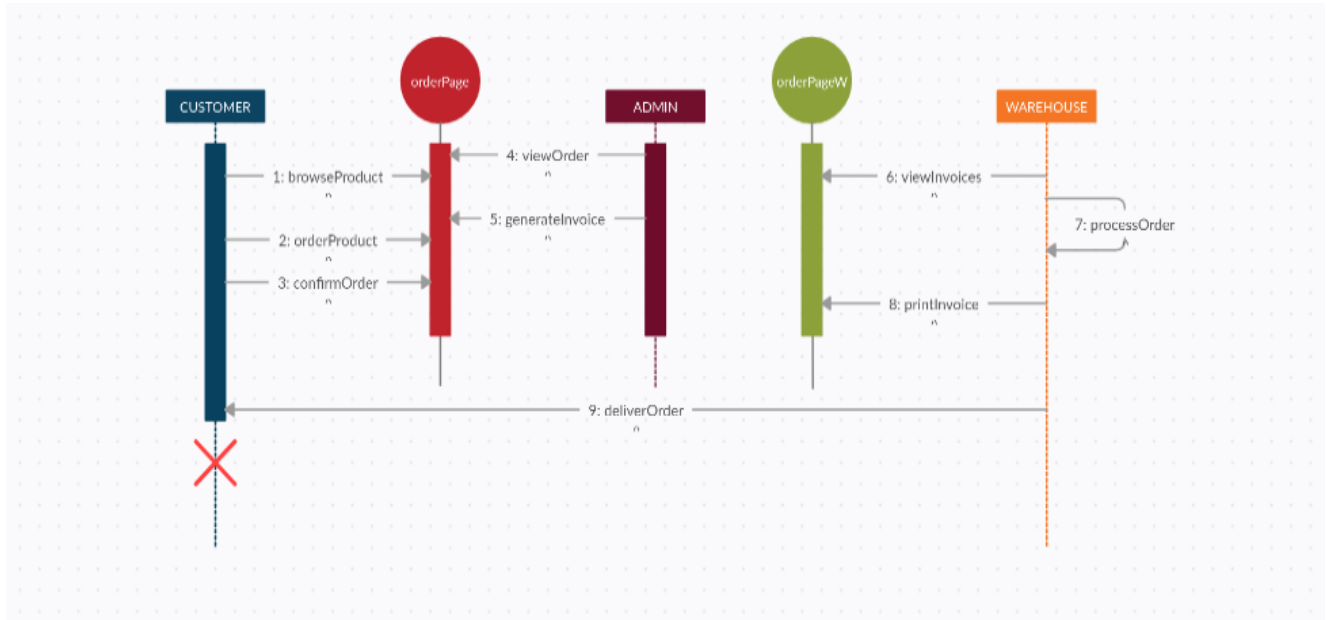 orderPage
orderPageW
CUSTOMER
ADMIN
WAREHOUSE
4: viewOrder
1: browseProduct
6: viewInvoices
5: generateInvoice
7: processOrder
2: orderProduct
3: confirmOrder
8: printInvoice
9: deliverOrder